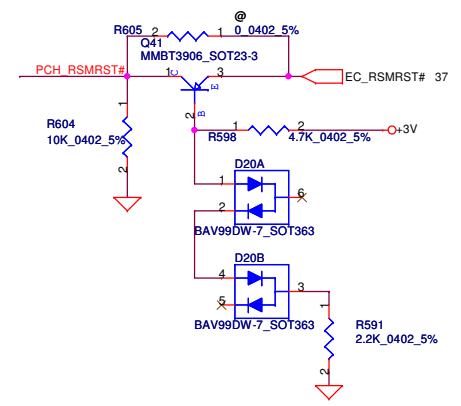 @
R605 2 1 0_0402_5%
Q41
MMBT3906_SOT23-3
PCH_RSMRST# 1 C 3 E EC_RSMRST# 37
B
2
1
R604
10K_0402_5%
2
R598 1 2 4.7K_0402_5% +3V
D20A
1 6
2
BAV99DW-7_SOT363
D20B
4 3
5
BAV99DW-7_SOT363
1
R591
2.2K_0402_5%
2